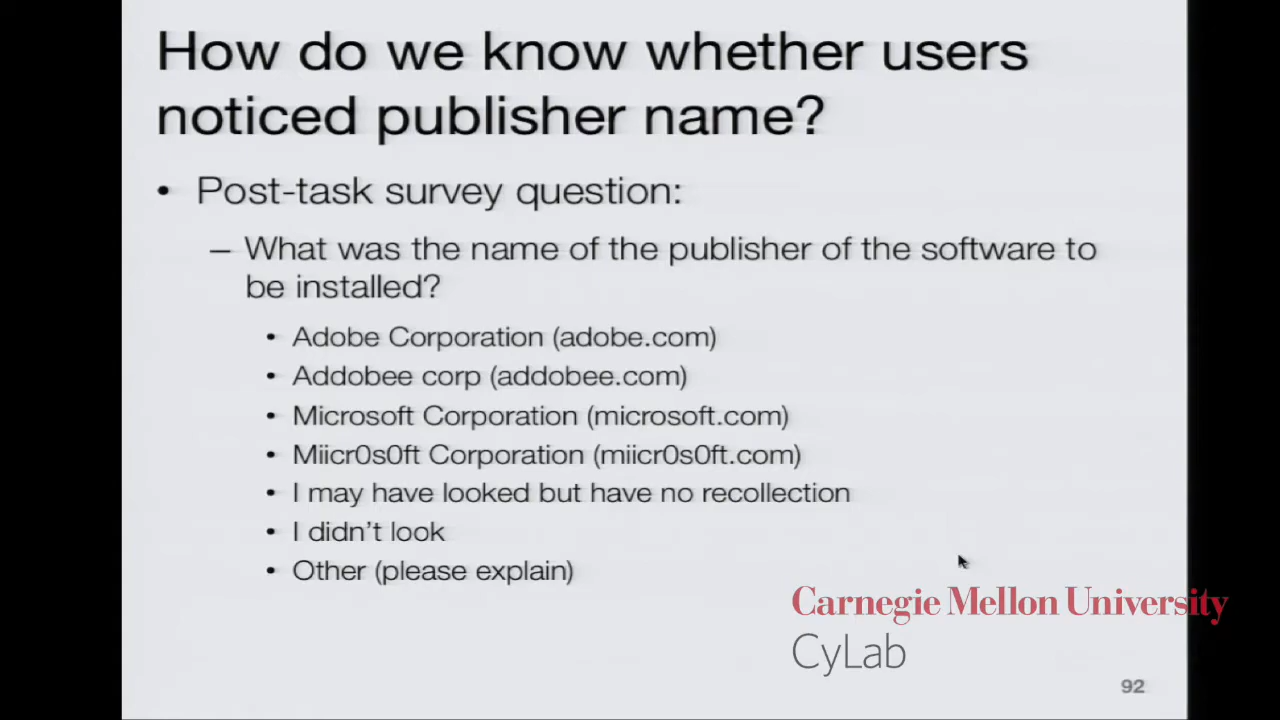 How do we know whether users
noticed publisher name?
• Post-task survey question:
– What was the name of the publisher of the software to
be installed?
• Adobe Corporation (adobe.com)
• Addobee corp (addobee.com)
• Microsoft Corporation (microsoft.com)
• Miicr0s0ft Corporation (miicr0s0ft.com)
• I may have looked but have no recollection
• I didn't look
• Other (please explain)
Carnegie Mellon University
CyLab
92